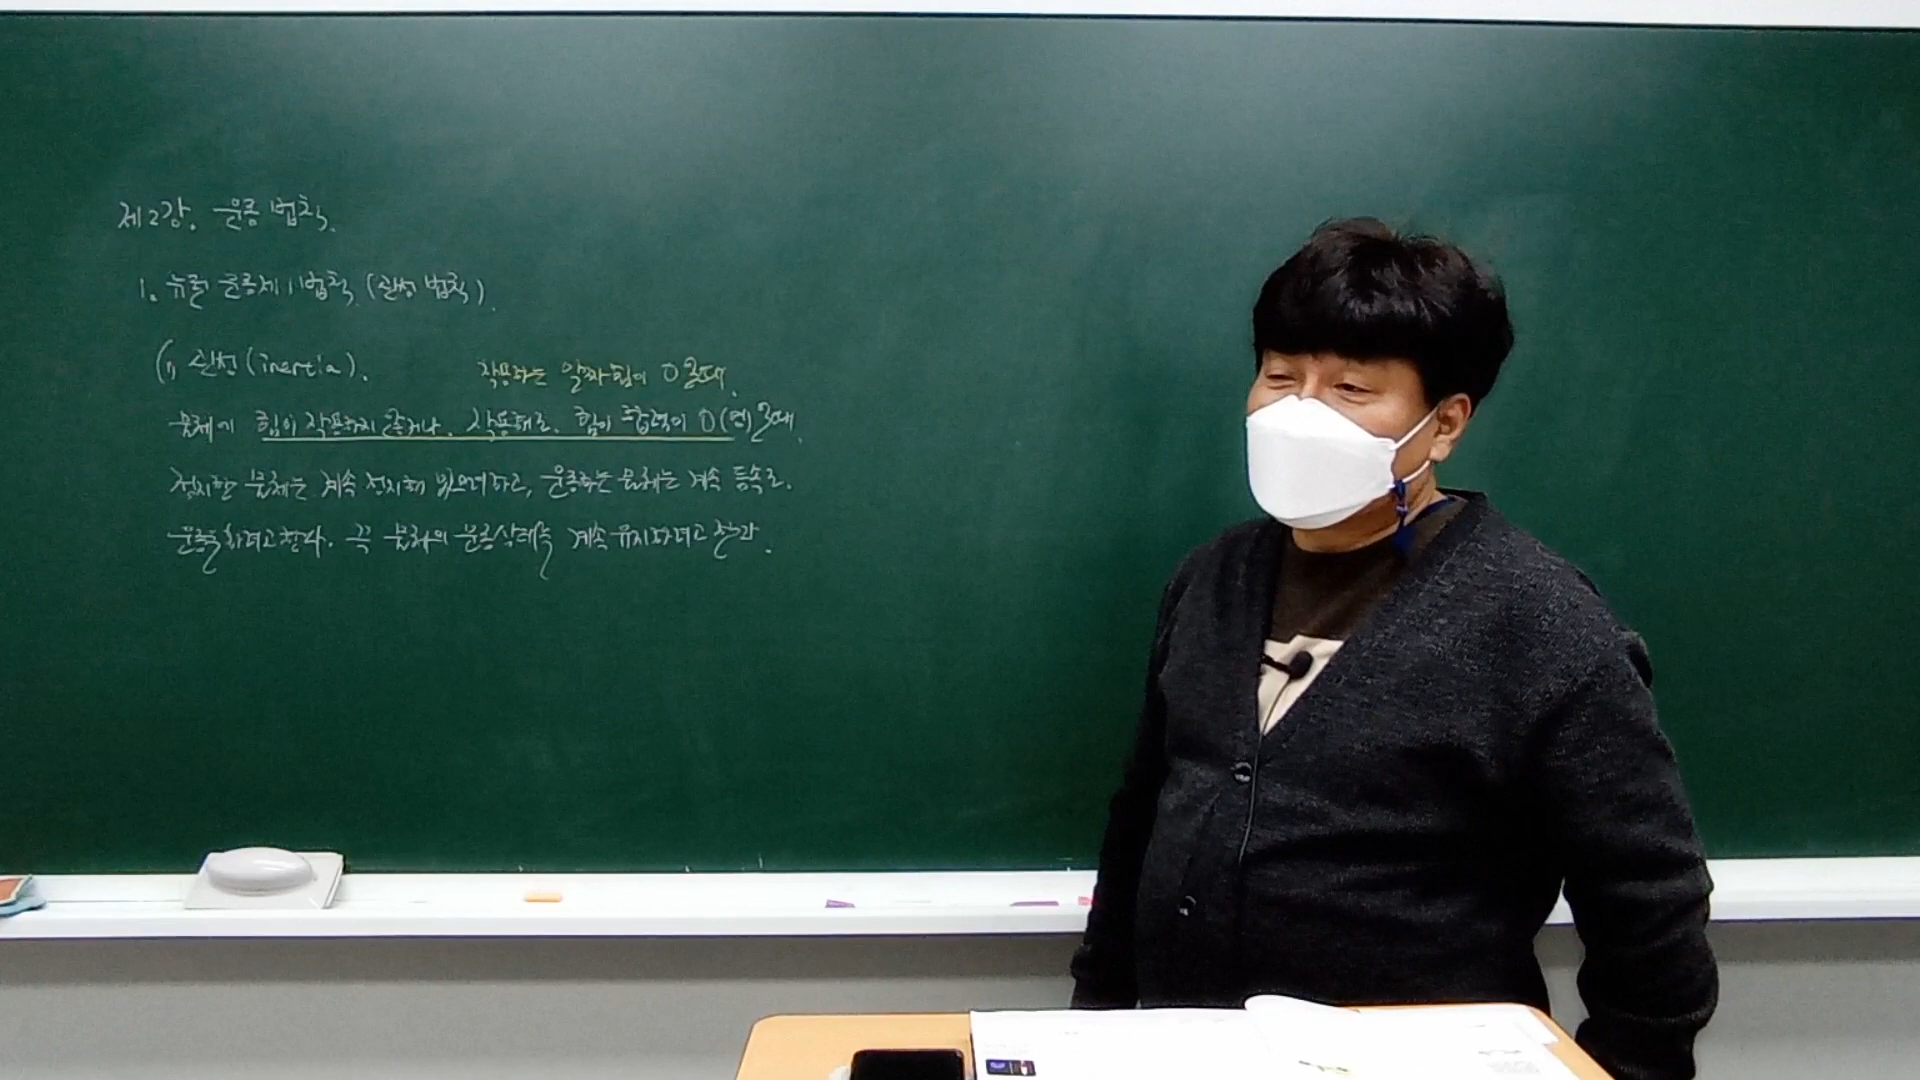 제2강. 운동 법칙.
1. 뉴턴 운동 제1법칙 (관성 법칙).
(1) 관성 (inertia).
작용하는 알짜힘이 0 일때.
물체에 힘이 작용하지 않거나, 작용해도 힘의 합력이 0(영)일때,
정지한 물체는 계속 정지해 있으려하고, 운동하는 물체는 계속 등속도.
운동을 하려고 한다. 즉 물체의 운동상태를 계속 유지하려고 한다.